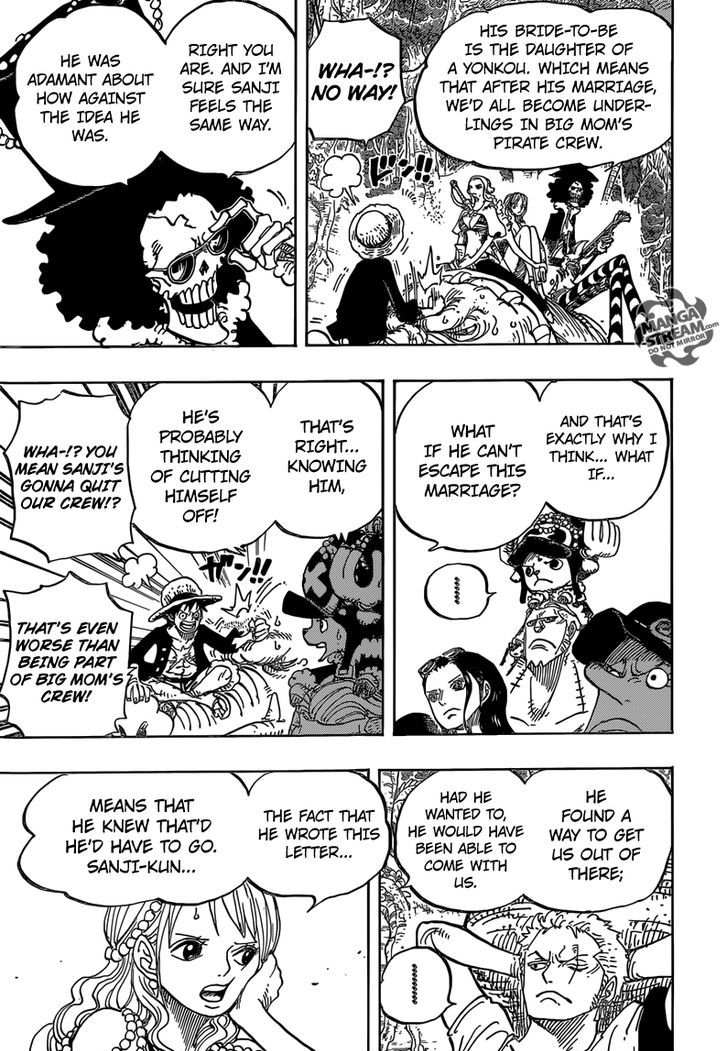 HIS BRIDE-TO-BE
IS THE DAUGHTER OF
A YONKOU. WHICH MEANS
THAT AFTER HIS MARRIAGE,
WE'D ALL BECOME UNDER-
LINGS IN BIG MOM'S
PIRATE CREW.
WHA-!?
NO WAY!
ドン!!
MANGA
STREAM.com
DO NOT MIRROR
RIGHT YOU
ARE. AND I'M
SURE SANJI
FEELS THE
SAME WAY.
HE WAS
ADAMANT ABOUT
HOW AGAINST
THE IDEA HE
WAS.
AND THAT'S
EXACTLY WHY I
THINK... WHAT
IF...
WHAT
IF HE CAN'T
ESCAPE THIS
MARRIAGE?
THAT'S
RIGHT...
KNOWING
HIM,
HE'S
PROBABLY
THINKING
OF CUTTING
HIMSELF
OFF!
WHA-!? YOU
MEAN SANJI'S
GONNA QUIT
OUR CREW!?
ガン!!
THAT'S EVEN
WORSE THAN
BEING PART
OF BIG MOM'S
CREW!
HE
FOUND A
WAY TO GET
US OUT OF
THERE;
HAD HE
WANTED TO,
HE WOULD HAVE
BEEN ABLE TO
COME WITH
US.
THE FACT THAT
HE WROTE THIS
LETTER...
MEANS THAT
HE KNEW THAT'D
HE'D HAVE TO GO.
SANJI-KUN...